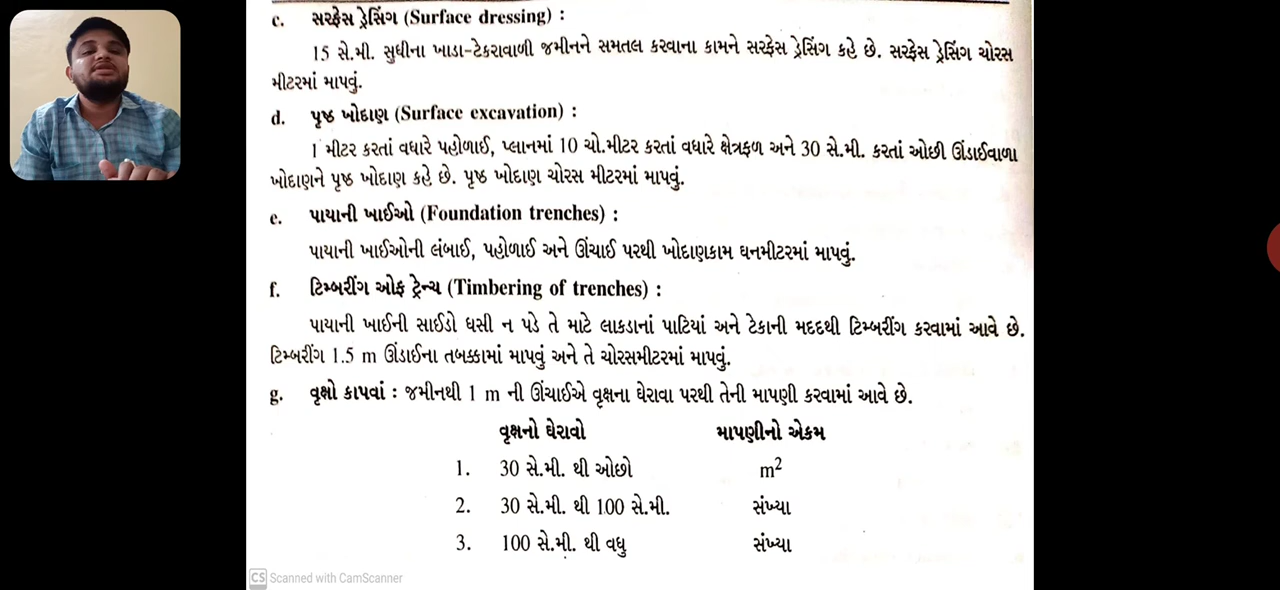 c. સરફેસ ડ્રેસિંગ (Surface dressing) :
15 સે.મી. સુધીના ખાડા-ટેકરાવાળી જમીનને સમતલ કરવાના કામને સરફેસ ડ્રેસિંગ કહે છે. સરફેસ ડ્રેસિંગ ચોરસ
મીટરમાં માપવું.
d. પૃષ્ઠ ખોદાણ (Surface excavation) :
1 મીટર કરતાં વધારે પહોળાઈ, પ્લાનમાં 10 ચો.મીટર કરતાં વધારે ક્ષેત્રફળ અને 30 સે.મી. કરતાં ઓછી ઊંડાઈવાળા
ખોદાણને પૃષ્ઠ ખોદાણ કહે છે. પૃષ્ઠ ખોદાણ ચોરસ મીટરમાં માપવું.
e. પાયાની ખાઈઓ (Foundation trenches) :
પાયાની ખાઈઓની લંબાઈ, પહોળાઈ અને ઊંચાઈ પરથી ખોદાણકામ ઘનમીટરમાં માપવું.
f. ટિમ્બરીંગ ઓફ ટ્રેન્ચ (Timbering of trenches) :
પાયાની ખાઈની સાઈડો ધસી ન પડે તે માટે લાકડાનાં પાટિયાં અને ટેકાની મદદથી ટિમ્બરીંગ કરવામાં આવે છે.
ટિમ્બરીંગ 1.5 m ઊંડાઈના તબક્કામાં માપવું અને તે ચોરસમીટરમાં માપવું.
g. વૃક્ષો કાપવાં : જમીનથી 1 m ની ઊંચાઈએ વૃક્ષના ઘેરાવા પરથી તેની માપણી કરવામાં આવે છે.
વૃક્ષનો ઘેરાવો માપણીનો એકમ
1. 30 સે.મી. થી ઓછો m²
2. 30 સે.મી. થી 100 સે.મી. સંખ્યા
3. 100 સે.મી. થી વધુ સંખ્યા
CS Scanned with CamScanner